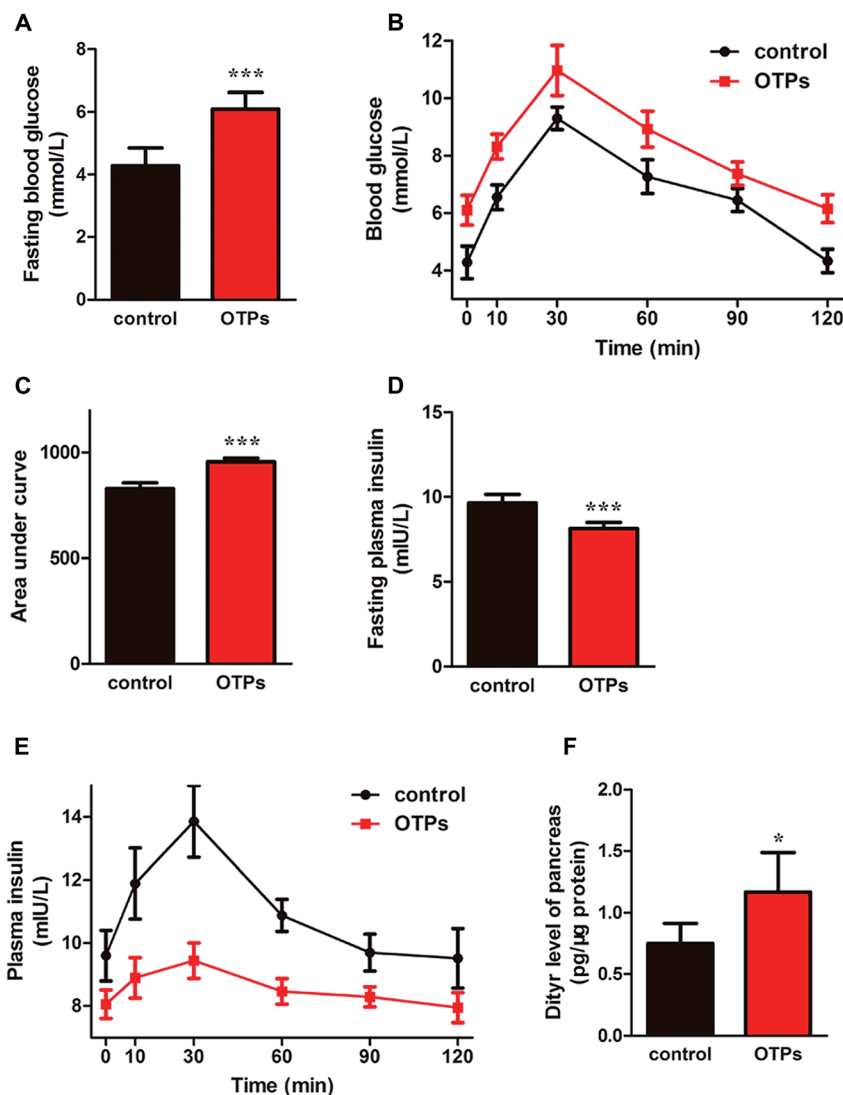 A
Fasting blood glucose
(mmol/L)
8
6
4
2
0
***
control
OTPs
B
Blood glucose
(mmol/L)
12
10
8
6
4
control
OTPs
0
10
30
60
90
120
Time (min)
C
Area under curve
1000
500
0
***
control
OTPs
D
Fasting plasma insulin
(mIU/L)
15
10
5
0
***
control
OTPs
E
Plasma insulin
(mIU/L)
14
12
10
8
control
OTPs
0
10
30
60
90
120
Time (min)
F
Dityr level of pancreas
(pg/μg protein)
2.0
1.5
1.0
0.5
0.0
*
control
OTPs